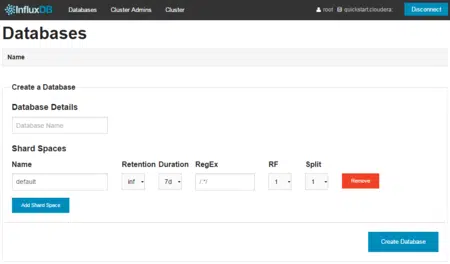 InfluxDB Databases Cluster Admins Cluster root quickstart.cloudera: Disconnect
Databases
Name
Create a Database
Database Details
Database Name
Shard Spaces
Name Retention Duration RegEx RF Split
default inf 7d /.*/ 1 1 Remove
Add Shard Space
Create Database